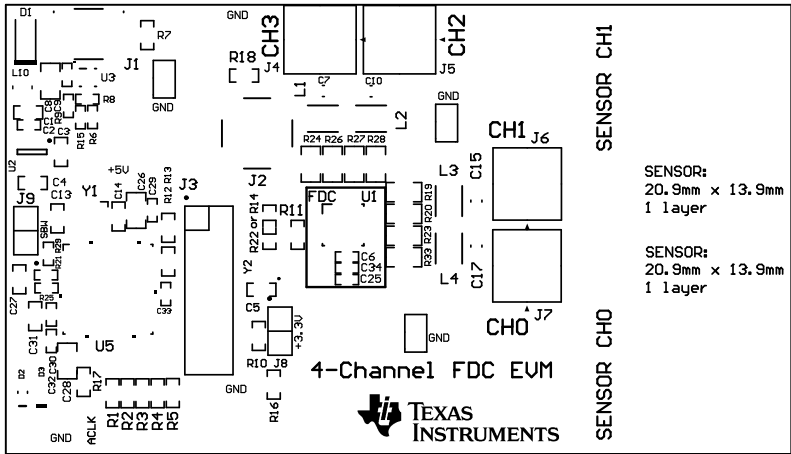 D1
R7
GND
CH3
CH2
J1
U3
L10
R18
J4
J5
SENSOR CH1
GND
L1
C7
C10
L2
GND
R8
C8
C9
R9
C1
C2
C3
R15
R6
R24
R26
R27
R28
CH1
J6
U2
C4
+5V
C26
C29
R13
R12
J3
J2
L3
C15
SENSOR:
20.9mm x 13.9mm
1 layer
J9
C13
Y1
C14
FDC
U1
R19
R20
SBW
R22 or R14
R11
R29
R21
R23
R33
C6
C34
C25
L4
C17
SENSOR:
20.9mm x 13.9mm
1 layer
Y2
C27
R25
C33
C5
+3.3V
J7
CH0
GND
C31
U5
R10
J8
C30
D2
D3
C32
C28
R17
GND
4-Channel FDC EVM
SENSOR CH0
R16
GND
ACLK
R1
R2
R3
R4
R5
TEXAS
INSTRUMENTS